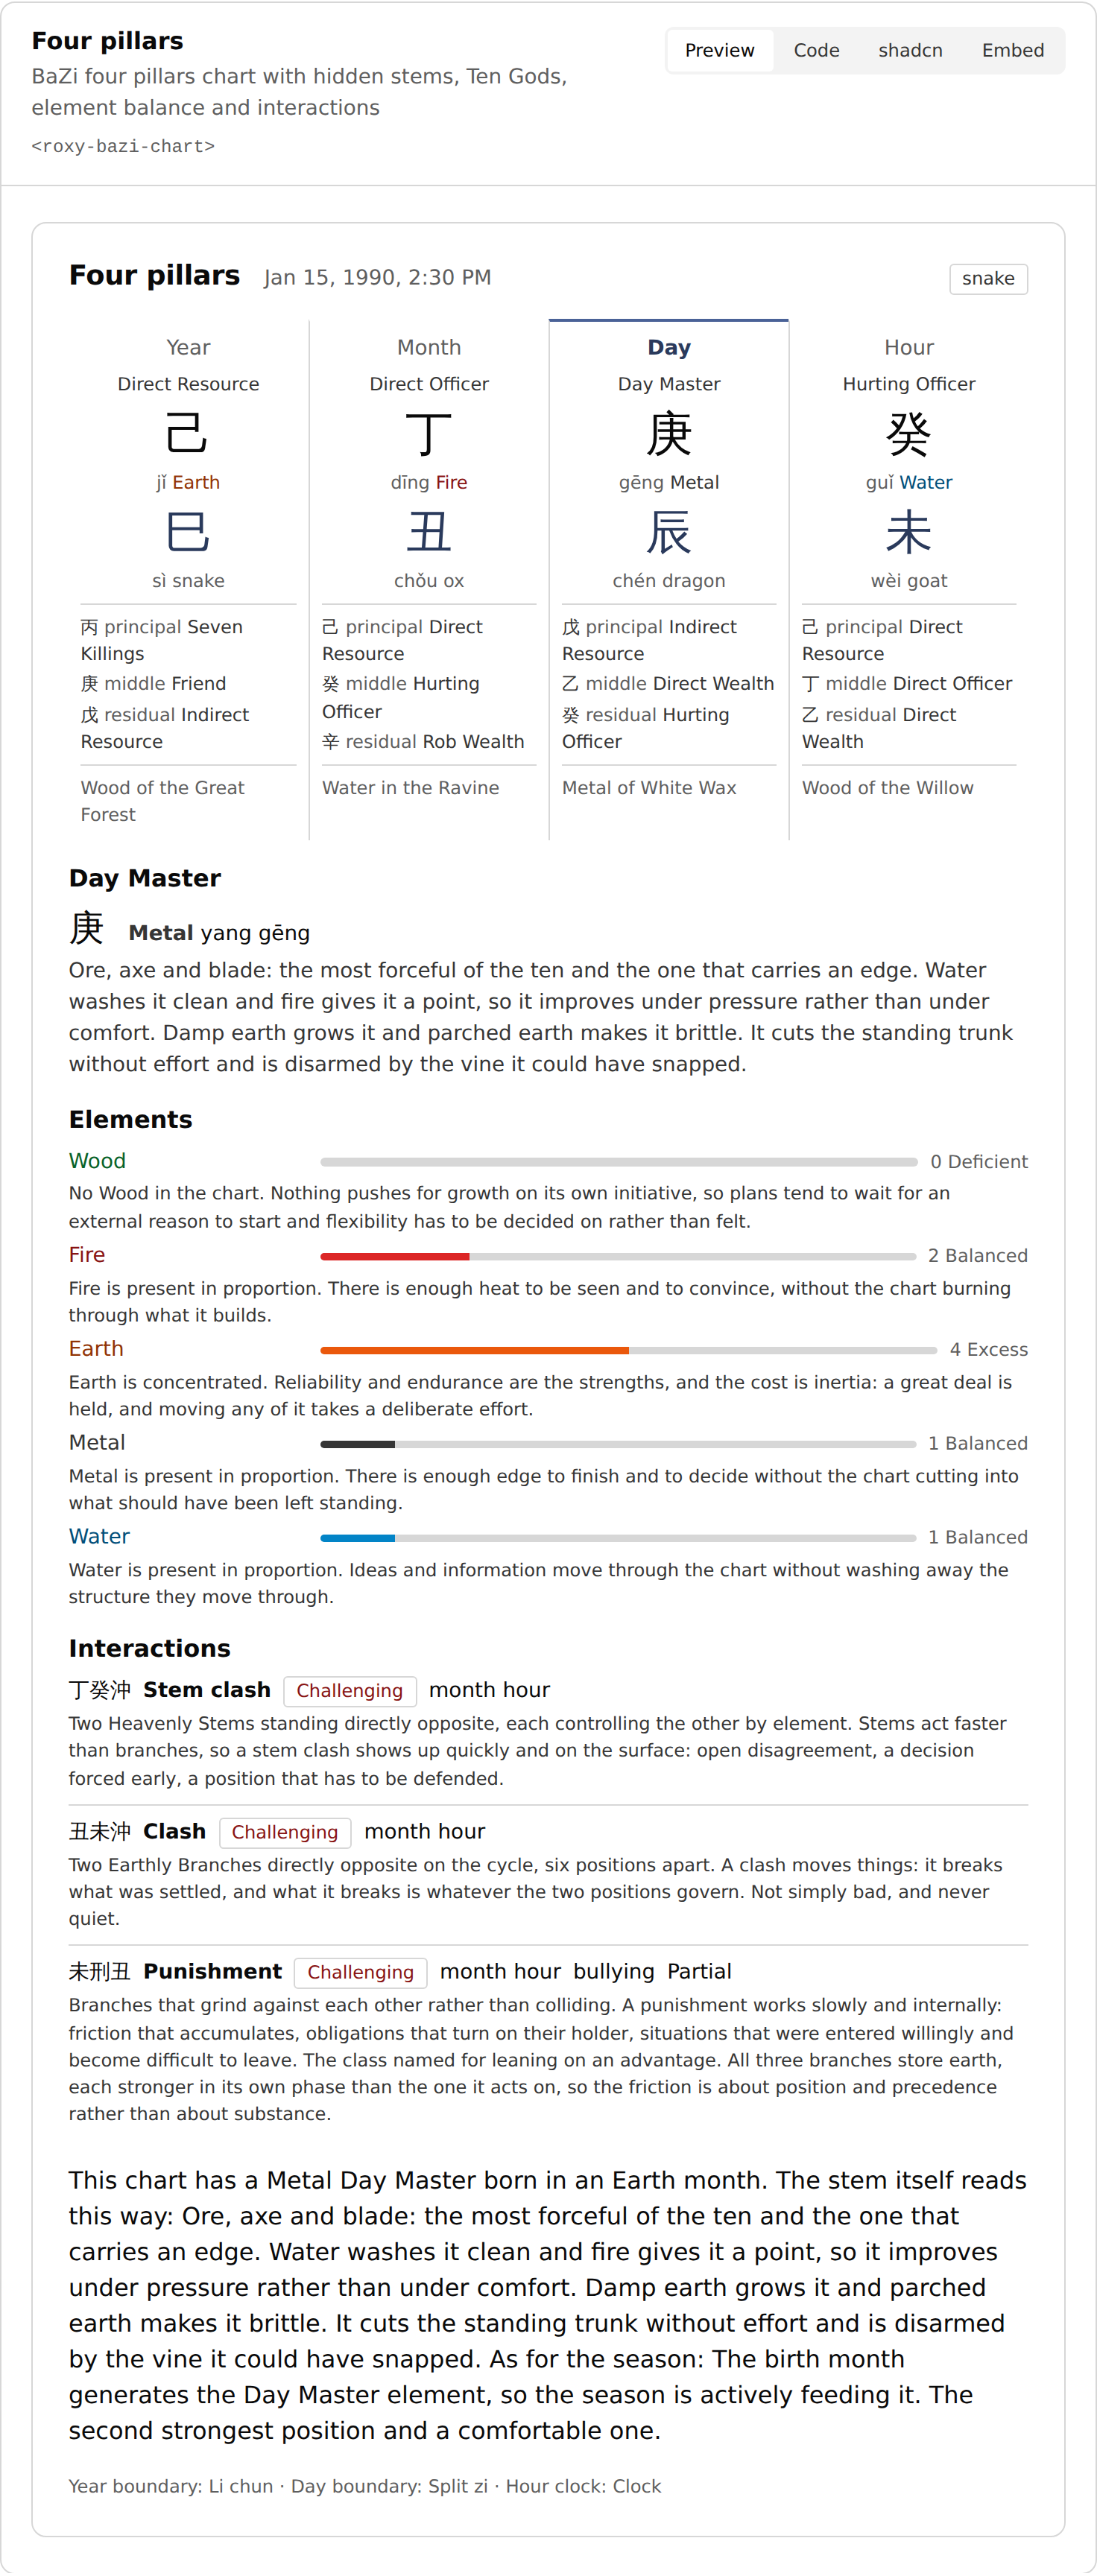 Four pillars
BaZi four pillars chart with hidden stems, Ten Gods,
element balance and interactions
<roxy-bazi-chart>
Preview Code shadcn Embed
Four pillars Jan 15, 1990, 2:30 PM snake
Year Month Day Hour
Direct Resource Direct Officer Day Master Hurting Officer
己 丁 庚 癸
jǐ Earth dīng Fire gēng Metal guǐ Water
巳 丑 辰 未
sì snake chǒu ox chén dragon wèi goat
丙 principal Seven
Killings
庚 middle Friend
戊 residual Indirect
Resource
己 principal Direct
Resource
癸 middle Hurting
Officer
辛 residual Rob Wealth
戊 principal Indirect
Resource
乙 middle Direct Wealth
癸 residual Hurting
Officer
己 principal Direct
Resource
丁 middle Direct Officer
乙 residual Direct
Wealth
Wood of the Great
Forest
Water in the Ravine
Metal of White Wax
Wood of the Willow
Day Master
庚 Metal yang gēng
Ore, axe and blade: the most forceful of the ten and the one that carries an edge. Water
washes it clean and fire gives it a point, so it improves under pressure rather than under
comfort. Damp earth grows it and parched earth makes it brittle. It cuts the standing trunk
without effort and is disarmed by the vine it could have snapped.
Elements
Wood 0 Deficient
No Wood in the chart. Nothing pushes for growth on its own initiative, so plans tend to wait for an
external reason to start and flexibility has to be decided on rather than felt.
Fire 2 Balanced
Fire is present in proportion. There is enough heat to be seen and to convince, without the chart burning
through what it builds.
Earth 4 Excess
Earth is concentrated. Reliability and endurance are the strengths, and the cost is inertia: a great deal is
held, and moving any of it takes a deliberate effort.
Metal 1 Balanced
Metal is present in proportion. There is enough edge to finish and to decide without the chart cutting into
what should have been left standing.
Water 1 Balanced
Water is present in proportion. Ideas and information move through the chart without washing away the
structure they move through.
Interactions
丁癸沖 Stem clash Challenging month hour
Two Heavenly Stems standing directly opposite, each controlling the other by element. Stems act faster
than branches, so a stem clash shows up quickly and on the surface: open disagreement, a decision
forced early, a position that has to be defended.
丑未沖 Clash Challenging month hour
Two Earthly Branches directly opposite on the cycle, six positions apart. A clash moves things: it breaks
what was settled, and what it breaks is whatever the two positions govern. Not simply bad, and never
quiet.
未刑丑 Punishment Challenging month hour bullying Partial
Branches that grind against each other rather than colliding. A punishment works slowly and internally:
friction that accumulates, obligations that turn on their holder, situations that were entered willingly and
become difficult to leave. The class named for leaning on an advantage. All three branches store earth,
each stronger in its own phase than the one it acts on, so the friction is about position and precedence
rather than about substance.
This chart has a Metal Day Master born in an Earth month. The stem itself reads
this way: Ore, axe and blade: the most forceful of the ten and the one that
carries an edge. Water washes it clean and fire gives it a point, so it improves
under pressure rather than under comfort. Damp earth grows it and parched
earth makes it brittle. It cuts the standing trunk without effort and is disarmed
by the vine it could have snapped. As for the season: The birth month
generates the Day Master element, so the season is actively feeding it. The
second strongest position and a comfortable one.
Year boundary: Li chun · Day boundary: Split zi · Hour clock: Clock